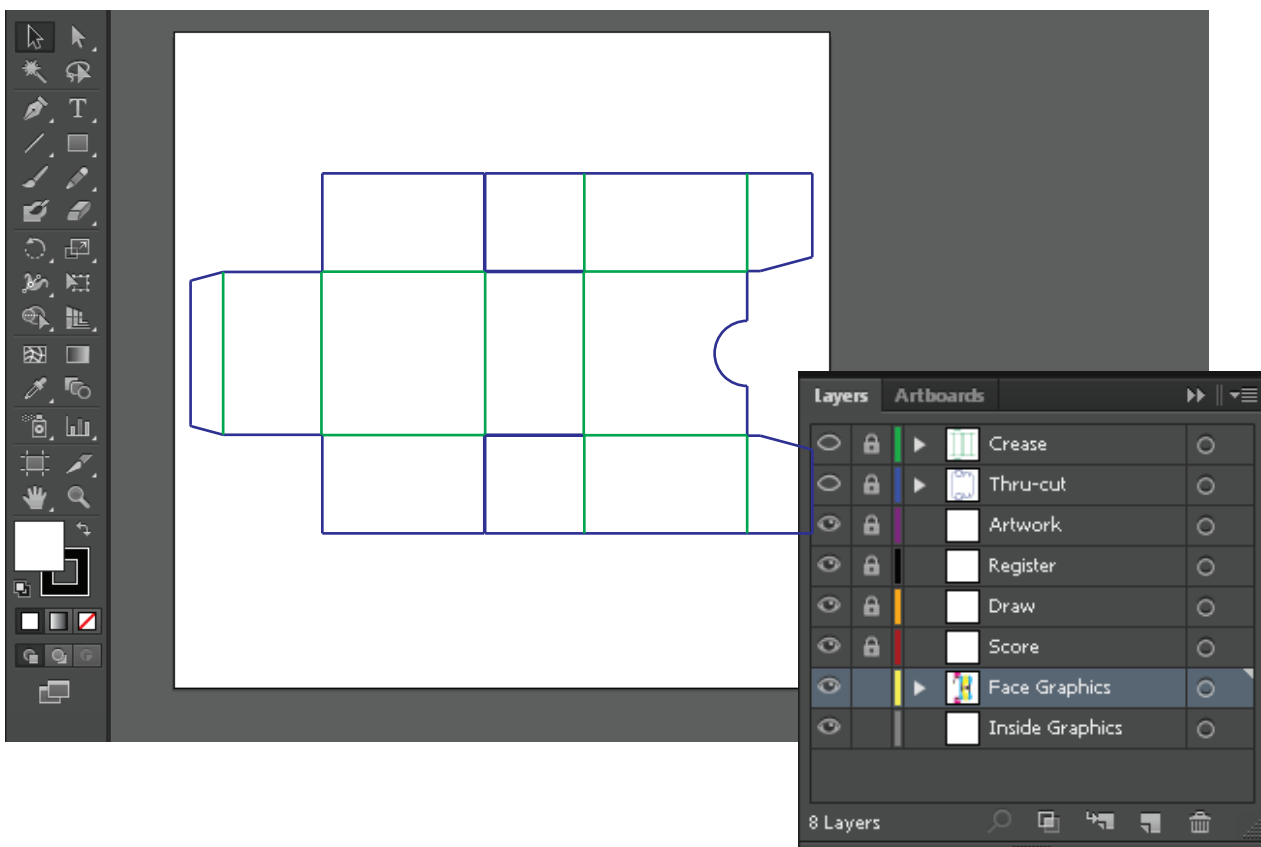 Layers Artboards
Crease
Thru-cut
Artwork
Register
Draw
Score
Face Graphics
Inside Graphics
8 Layers